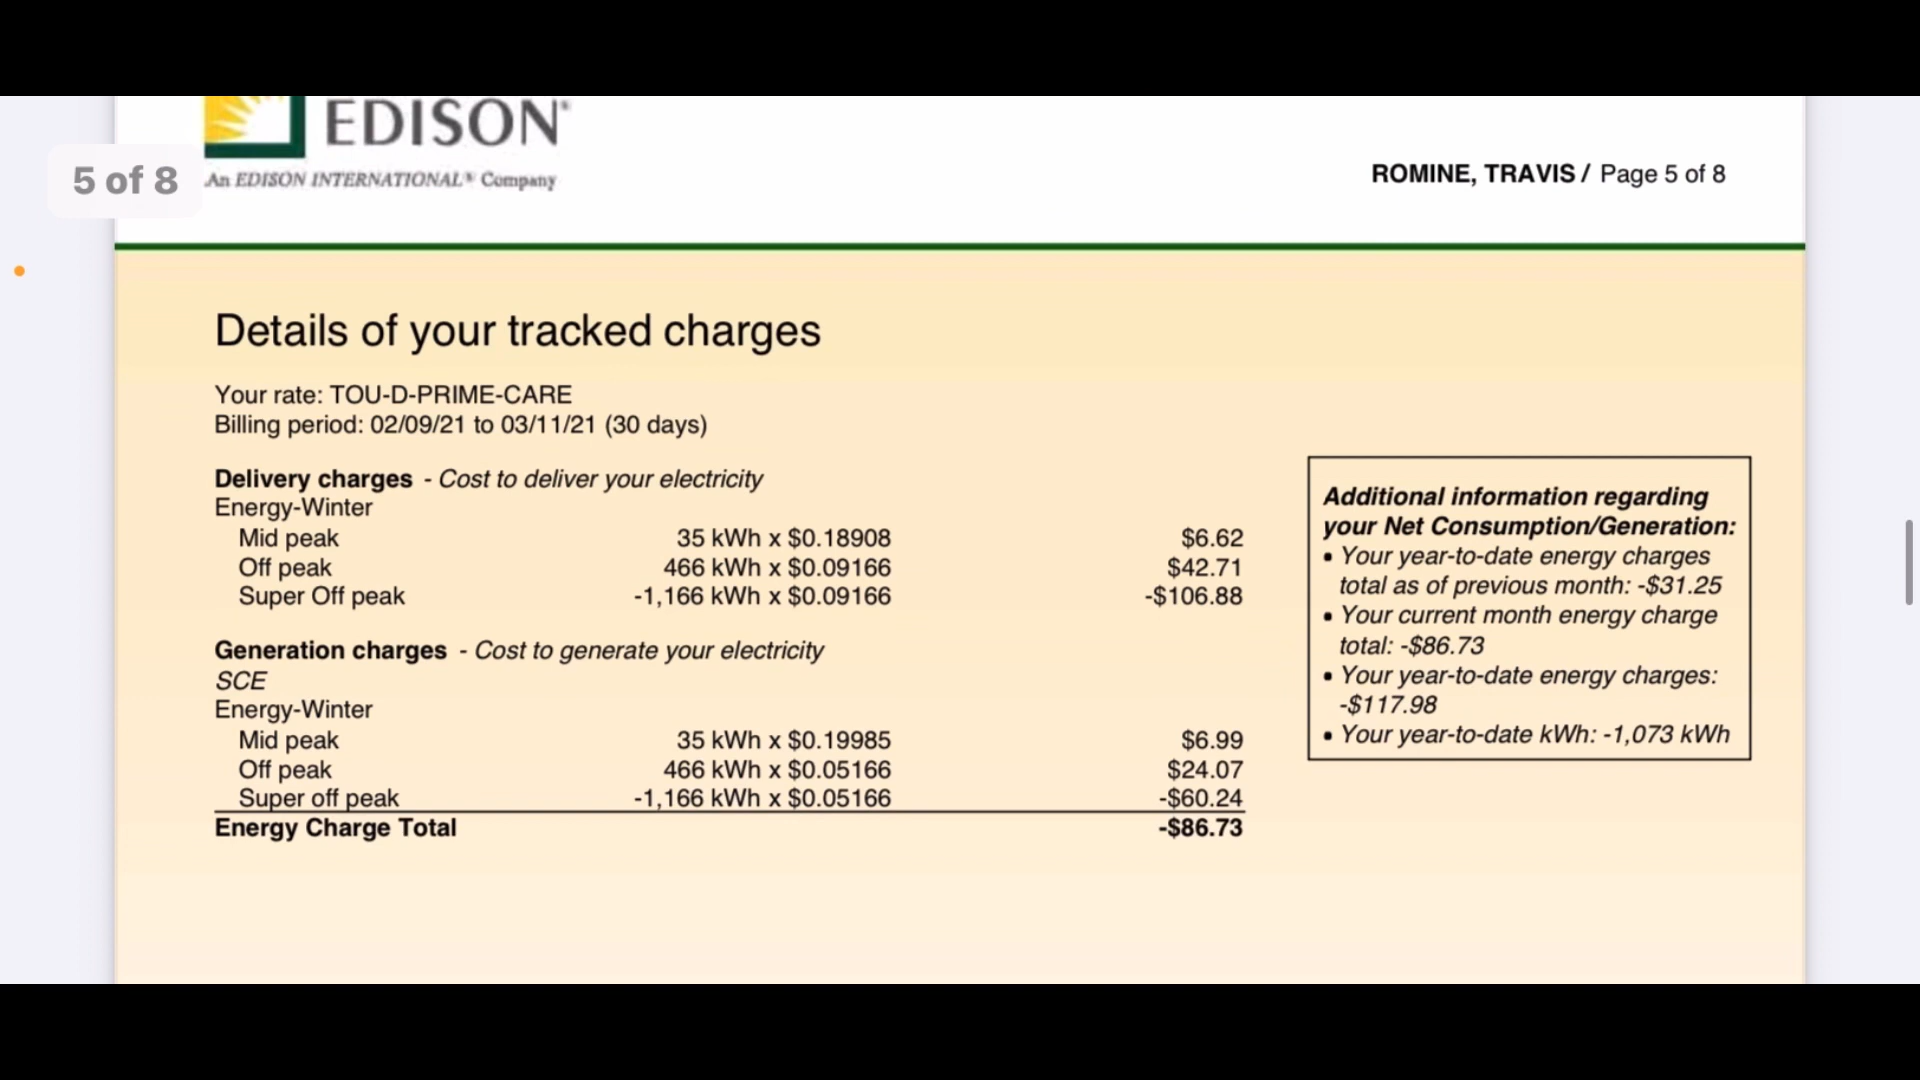 EDISON®
5 of 8
An EDISON INTERNATIONAL® Company
ROMINE, TRAVIS / Page 5 of 8
Details of your tracked charges
Your rate: TOU-D-PRIME-CARE
Billing period: 02/09/21 to 03/11/21 (30 days)
Delivery charges - Cost to deliver your electricity
Energy-Winter
Mid peak 35 kWh x $0.18908 $6.62
Off peak 466 kWh x $0.09166 $42.71
Super Off peak -1,166 kWh x $0.09166 -$106.88
Generation charges - Cost to generate your electricity
SCE
Energy-Winter
Mid peak 35 kWh x $0.19985 $6.99
Off peak 466 kWh x $0.05166 $24.07
Super off peak -1,166 kWh x $0.05166 -$60.24
Energy Charge Total -$86.73
Additional information regarding
your Net Consumption/Generation:
• Your year-to-date energy charges
total as of previous month: -$31.25
• Your current month energy charge
total: -$86.73
• Your year-to-date energy charges:
-$117.98
• Your year-to-date kWh: -1,073 kWh